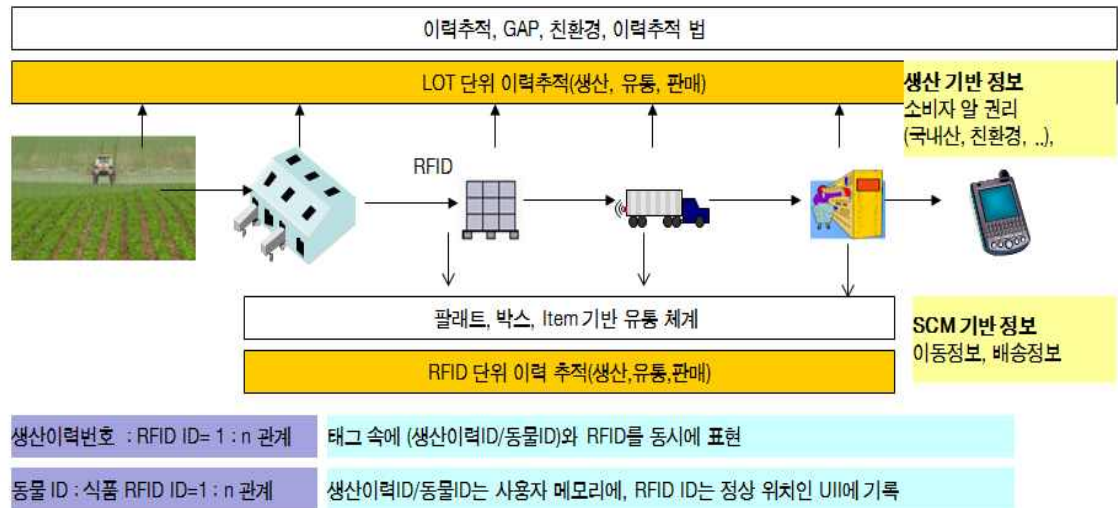 이력추적, GAP, 친환경, 이력추적 법
LOT 단위 이력추적(생산, 유통, 판매)
생산 기반 정보
소비자 알 권리
(국내산, 친환경, ..),
RFID
팔래트, 박스, Item 기반 유통 체계
RFID 단위 이력 추적(생산,유통,판매)
SCM 기반 정보
이동정보, 배송정보
생산이력번호 : RFID ID= 1 : n 관계
태그 속에 (생산이력ID/동물ID)와 RFID를 동시에 표현
동물 ID : 식품 RFID ID=1 : n 관계
생산이력ID/동물ID는 사용자 메모리에, RFID ID는 정상 위치인 UII에 기록